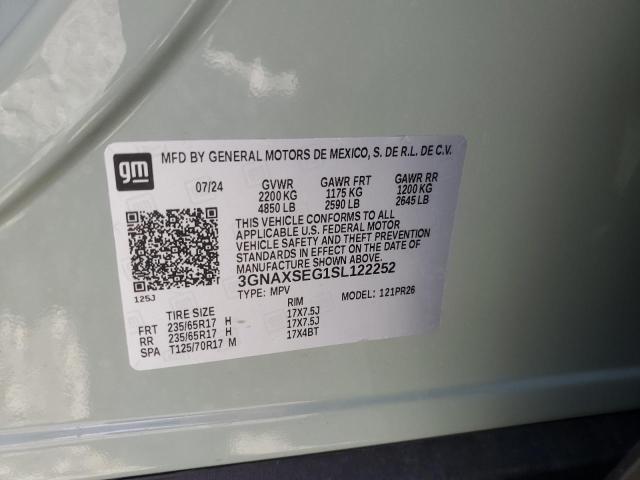 gm
MFD BY GENERAL MOTORS DE MEXICO, S. DE R.L. DE C.V.
07/24 GVWR GAWR FRT GAWR RR
2200 KG 1175 KG 1200 KG
4850 LB 2590 LB 2645 LB
THIS VEHICLE CONFORMS TO ALL
APPLICABLE U.S. FEDERAL MOTOR
VEHICLE SAFETY AND THEFT PREVENTION
STANDARDS IN EFFECT ON THE DATE OF
MANUFACTURE SHOWN ABOVE.
3GNAXSEG1SL122252
125J
TYPE: MPV MODEL: 121PR26
TIRE SIZE RIM
FRT 235/65R17 H 17X7.5J
RR 235/65R17 H 17X7.5J
SPA T125/70R17 M 17X4BT